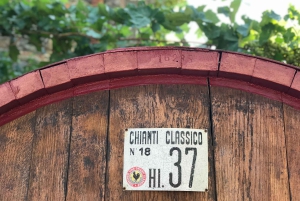 CHIANTI CLASSICO
N° 18
HL. 37